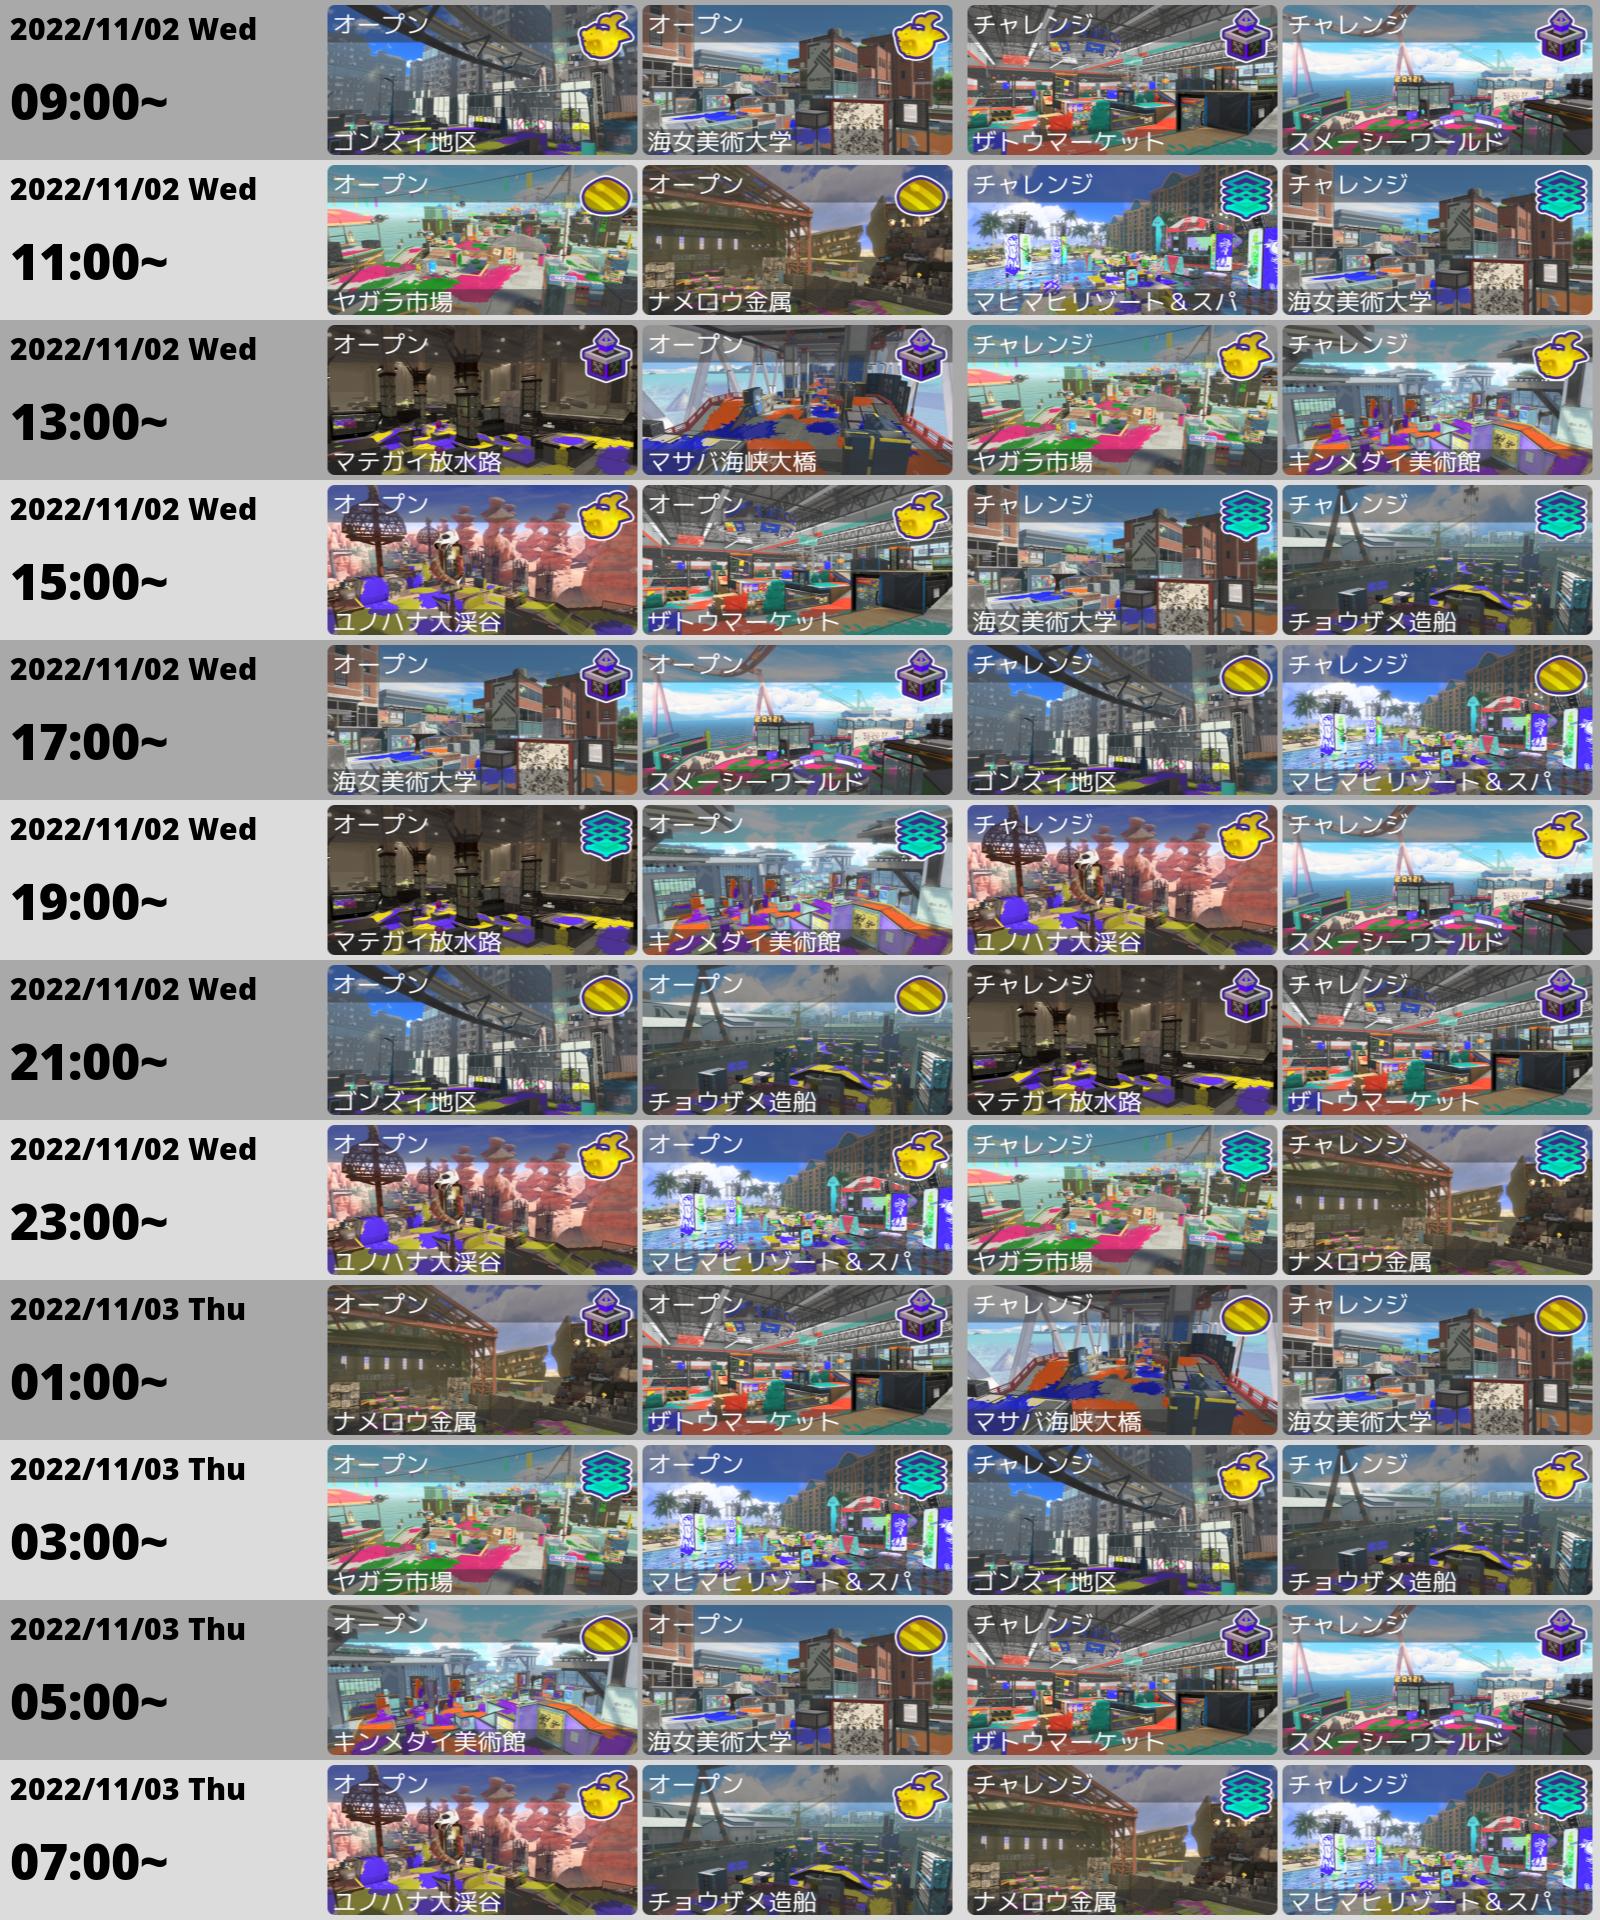 2022/11/02 Wed
09:00~
オープン
ゴンズイ地区
オープン
海女美術大学
チャレンジ
ザトウマーケット
チャレンジ
スメーシーワールド
2022/11/02 Wed
11:00~
オープン
ヤガラ市場
オープン
ナメロウ金属
チャレンジ
マヒマヒリゾート＆スパ
チャレンジ
海女美術大学
2022/11/02 Wed
13:00~
オープン
マテガイ放水路
オープン
マサバ海峡大橋
チャレンジ
ヤガラ市場
チャレンジ
キンメダイ美術館
2022/11/02 Wed
15:00~
オープン
ユノハナ大渓谷
オープン
ザトウマーケット
チャレンジ
海女美術大学
チャレンジ
チョウザメ造船
2022/11/02 Wed
17:00~
オープン
海女美術大学
オープン
スメーシーワールド
チャレンジ
ゴンズイ地区
チャレンジ
マヒマヒリゾート＆スパ
2022/11/02 Wed
19:00~
オープン
マテガイ放水路
オープン
キンメダイ美術館
チャレンジ
ユノハナ大渓谷
チャレンジ
スメーシーワールド
2022/11/02 Wed
21:00~
オープン
ゴンズイ地区
オープン
チョウザメ造船
チャレンジ
マテガイ放水路
チャレンジ
ザトウマーケット
2022/11/02 Wed
23:00~
オープン
ユノハナ大渓谷
オープン
マヒマヒリゾート＆スパ
チャレンジ
ヤガラ市場
チャレンジ
ナメロウ金属
2022/11/03 Thu
01:00~
オープン
ナメロウ金属
オープン
ザトウマーケット
チャレンジ
マサバ海峡大橋
チャレンジ
海女美術大学
2022/11/03 Thu
03:00~
オープン
ヤガラ市場
オープン
マヒマヒリゾート＆スパ
チャレンジ
ゴンズイ地区
チャレンジ
チョウザメ造船
2022/11/03 Thu
05:00~
オープン
キンメダイ美術館
オープン
海女美術大学
チャレンジ
ザトウマーケット
チャレンジ
スメーシーワールド
2022/11/03 Thu
07:00~
オープン
ユノハナ大渓谷
オープン
チョウザメ造船
チャレンジ
ナメロウ金属
チャレンジ
マヒマヒリゾート＆スパ